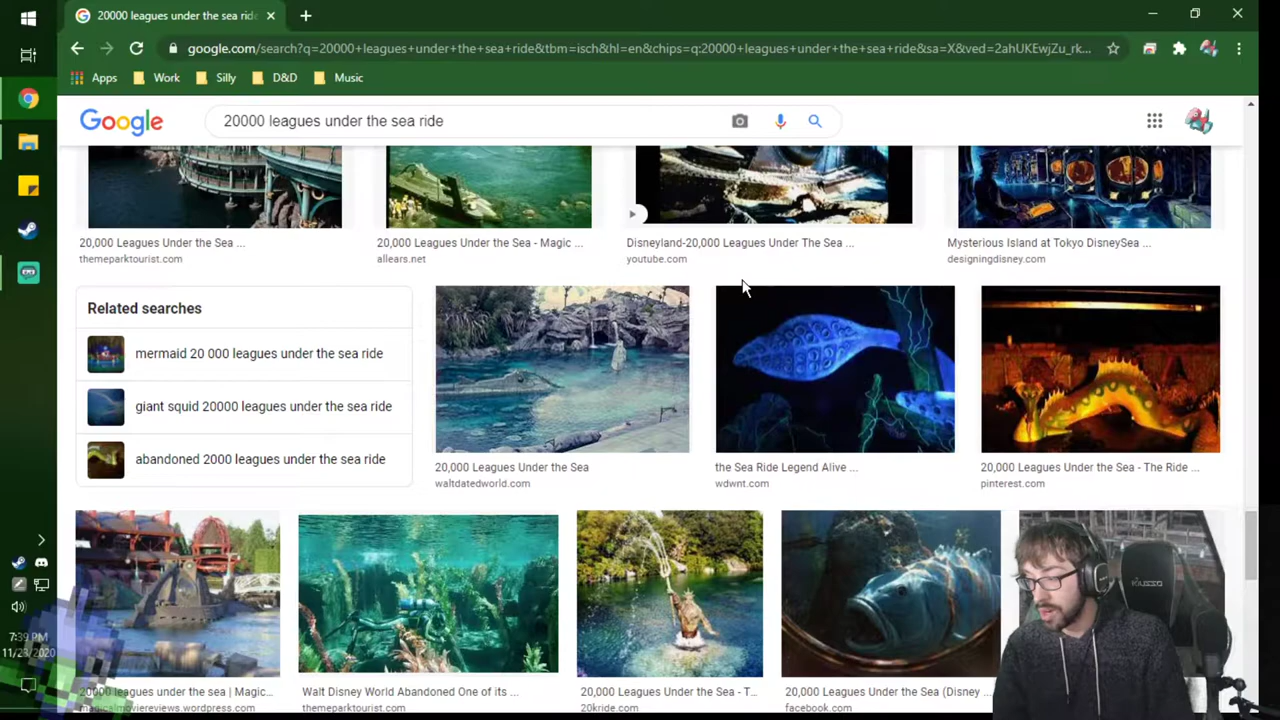 20000 leagues under the sea rid
google.com/search?q=20000+leagues+under+the+sea+ride&tbm=isch&hl=en&chips=q:20000+leagues+under+the+sea+ride&sa=X&ved=2ahUKEwjZu_rk...
Apps Work Silly D&D Music
Google 20000 leagues under the sea ride
20,000 Leagues Under the Sea ...
themeparktourist.com
20,000 Leagues Under the Sea - Magic ...
allears.net
Disneyland-20,000 Leagues Under The Sea ...
youtube.com
Mysterious Island at Tokyo DisneySea ...
designingdisney.com
Related searches
mermaid 20 000 leagues under the sea ride
giant squid 20000 leagues under the sea ride
abandoned 2000 leagues under the sea ride
20,000 Leagues Under the Sea
waltdatedworld.com
the Sea Ride Legend Alive ...
wdwnt.com
20,000 Leagues Under the Sea - The Ride ...
pinterest.com
20000 leagues under the sea | Magic...
magicalmoviereviews.wordpress.com
Walt Disney World Abandoned One of its ...
themeparktourist.com
20,000 Leagues Under the Sea - T...
20kride.com
20,000 Leagues Under the Sea (Disney ...
facebook.com
7:39 PM
11/23/2020